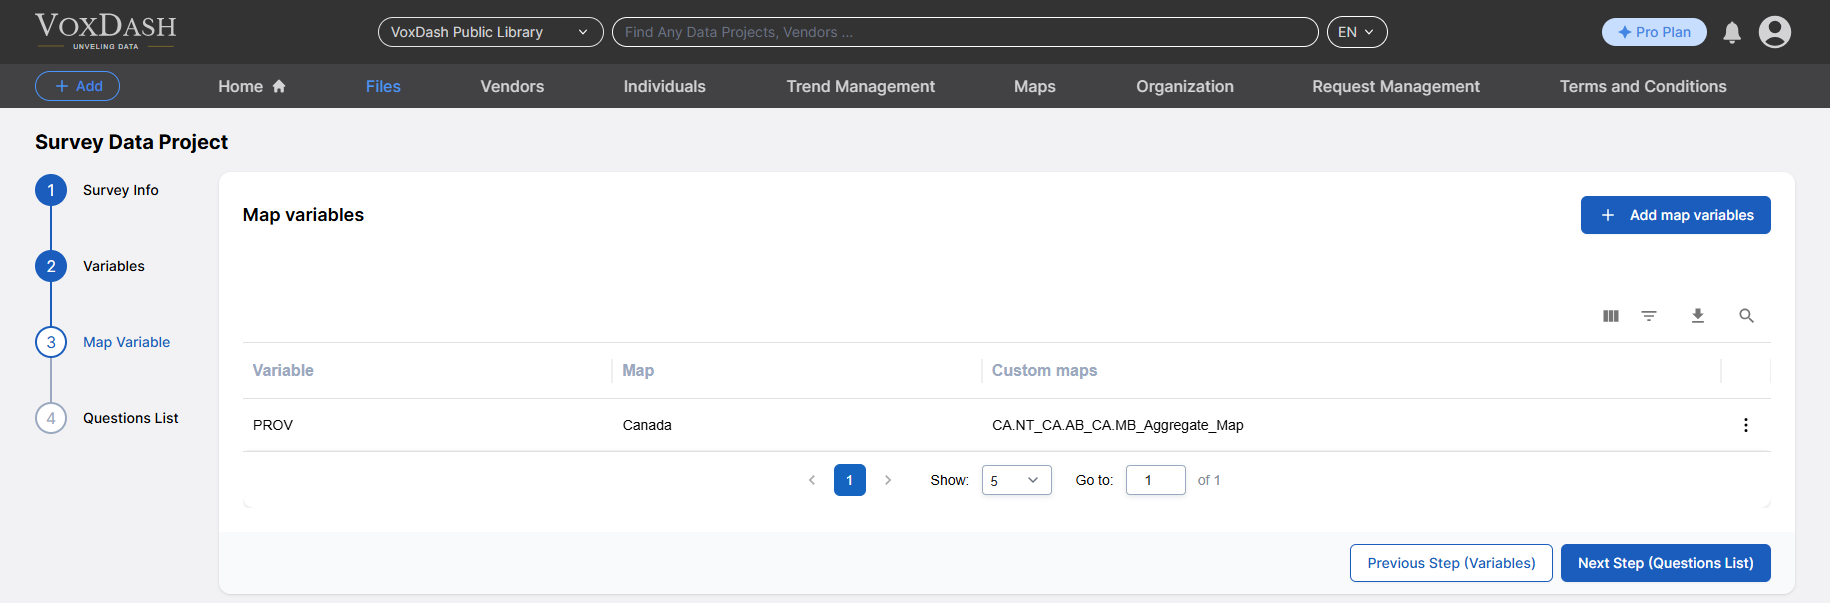 VOXDASH
UNVELING DATA
VoxDash Public Library
Find Any Data Projects, Vendors ...
EN
Pro Plan
+ Add
Home
Files
Vendors
Individuals
Trend Management
Maps
Organization
Request Management
Terms and Conditions
Survey Data Project
1 Survey Info
2 Variables
3 Map Variable
4 Questions List
Map variables
+ Add map variables
Variable Map Custom maps
PROV Canada CA.NT_CA.AB_CA.MB_Aggregate_Map
< 1 > Show: 5 Go to: 1 of 1
Previous Step (Variables)
Next Step (Questions List)